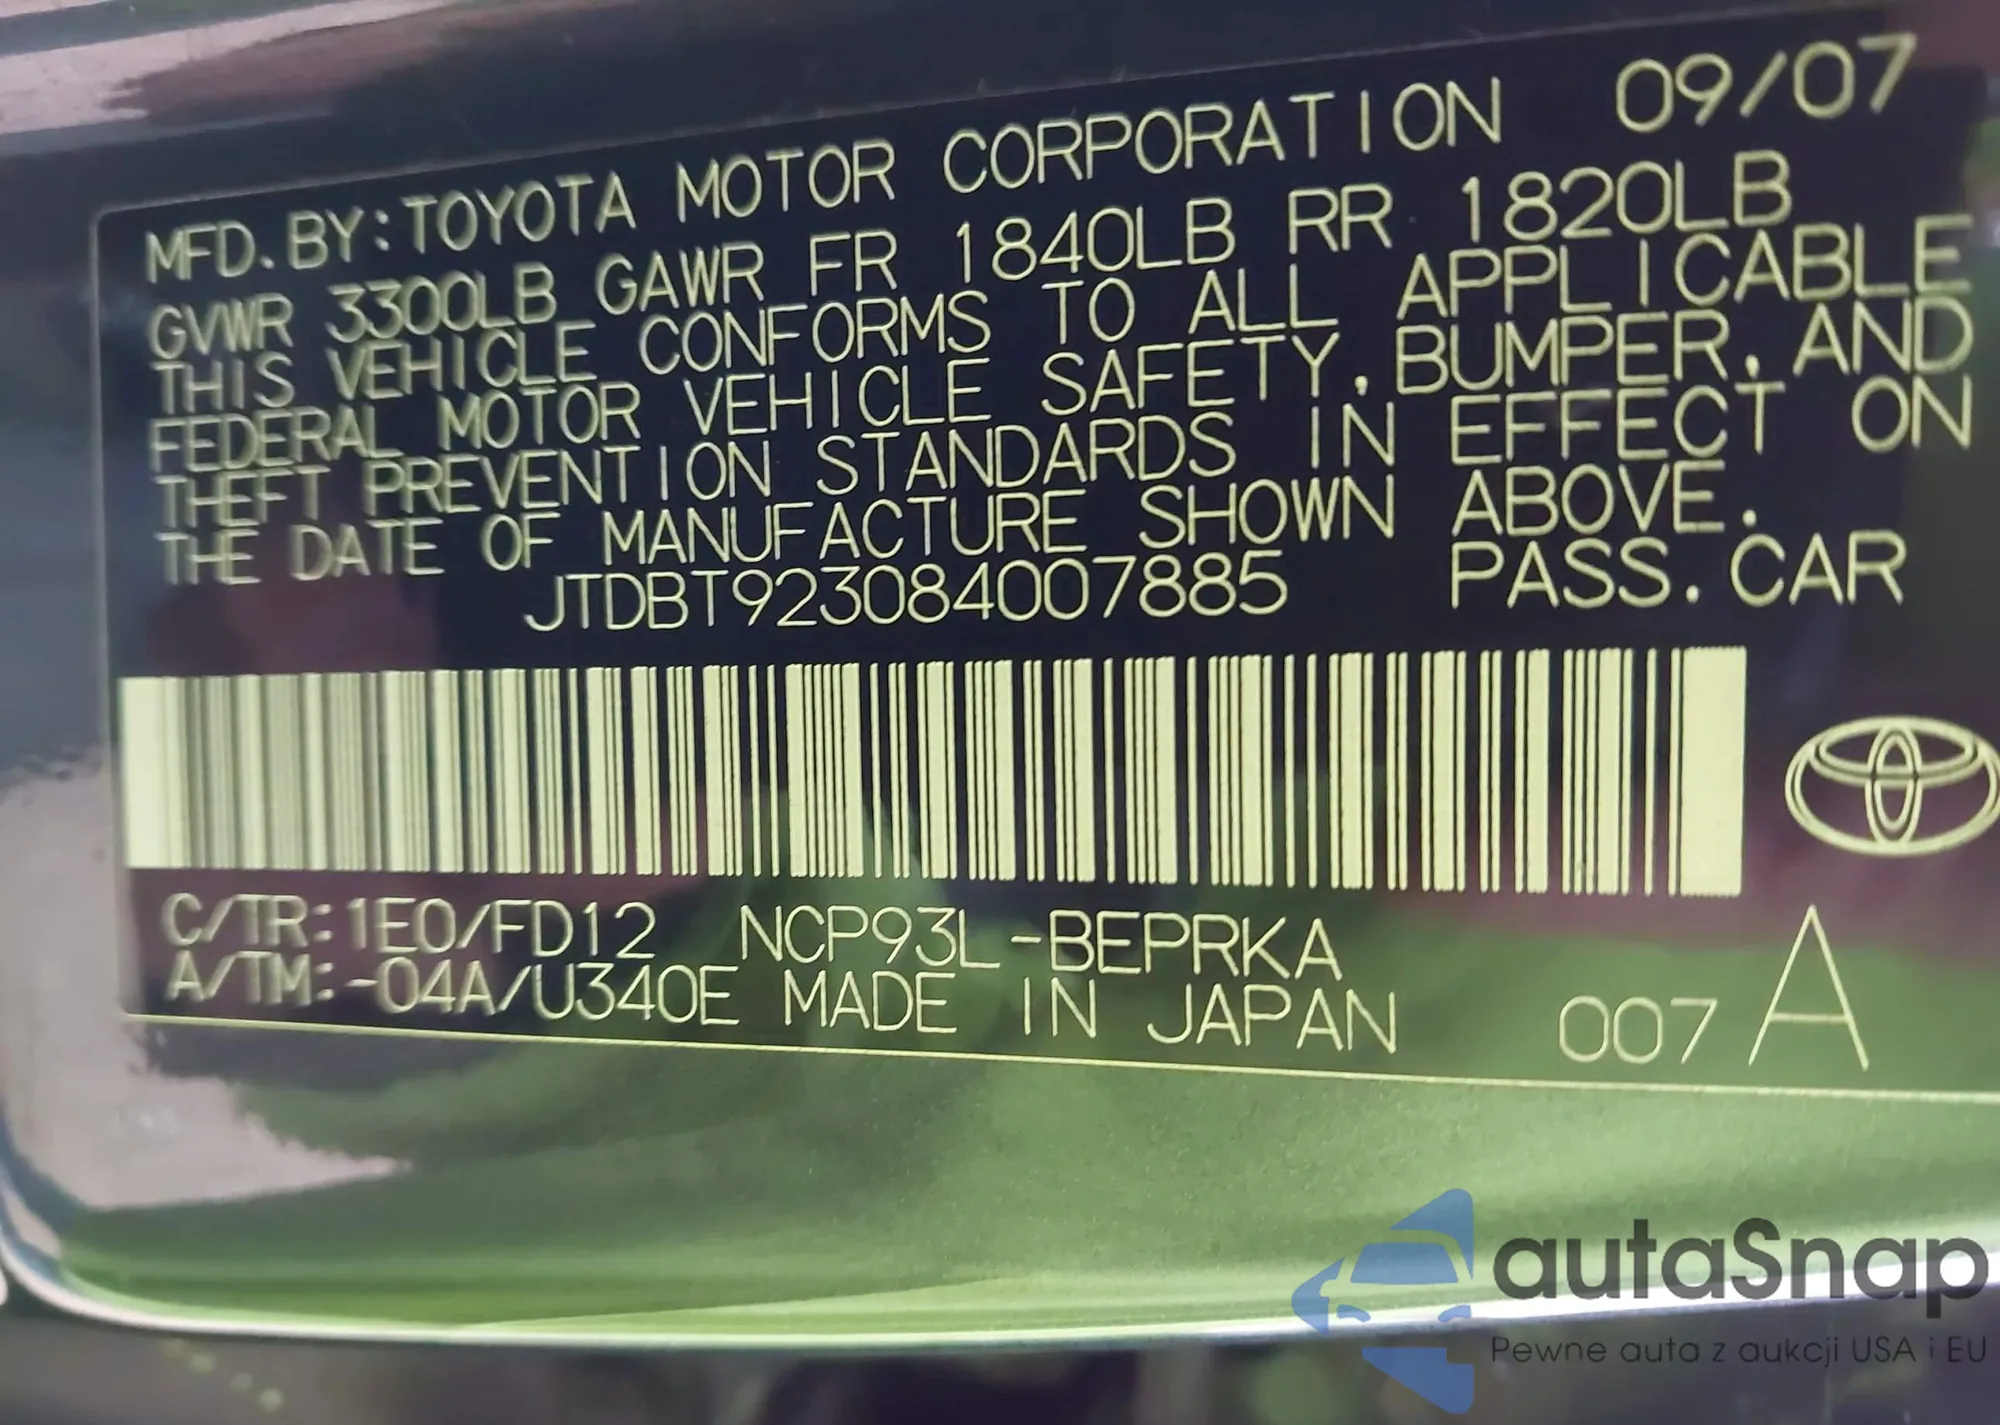 MFD. BY: TOYOTA MOTOR CORPORATION 09/07
GVWR 3300LB GAWR FR 1840LB RR 1820LB
THIS VEHICLE CONFORMS TO ALL APPLICABLE
FEDERAL MOTOR VEHICLE SAFETY, BUMPER, AND
THEFT PREVENTION STANDARDS IN EFFECT ON
THE DATE OF MANUFACTURE SHOWN ABOVE.
JTDBT923084007885 PASS. CAR
C/TR: 1E0/FD12 NCP93L-BEPRKA
A/TM: -04A/U340E MADE IN JAPAN 007 A
autaSnap
Pewne auta z aukcji USA i EU